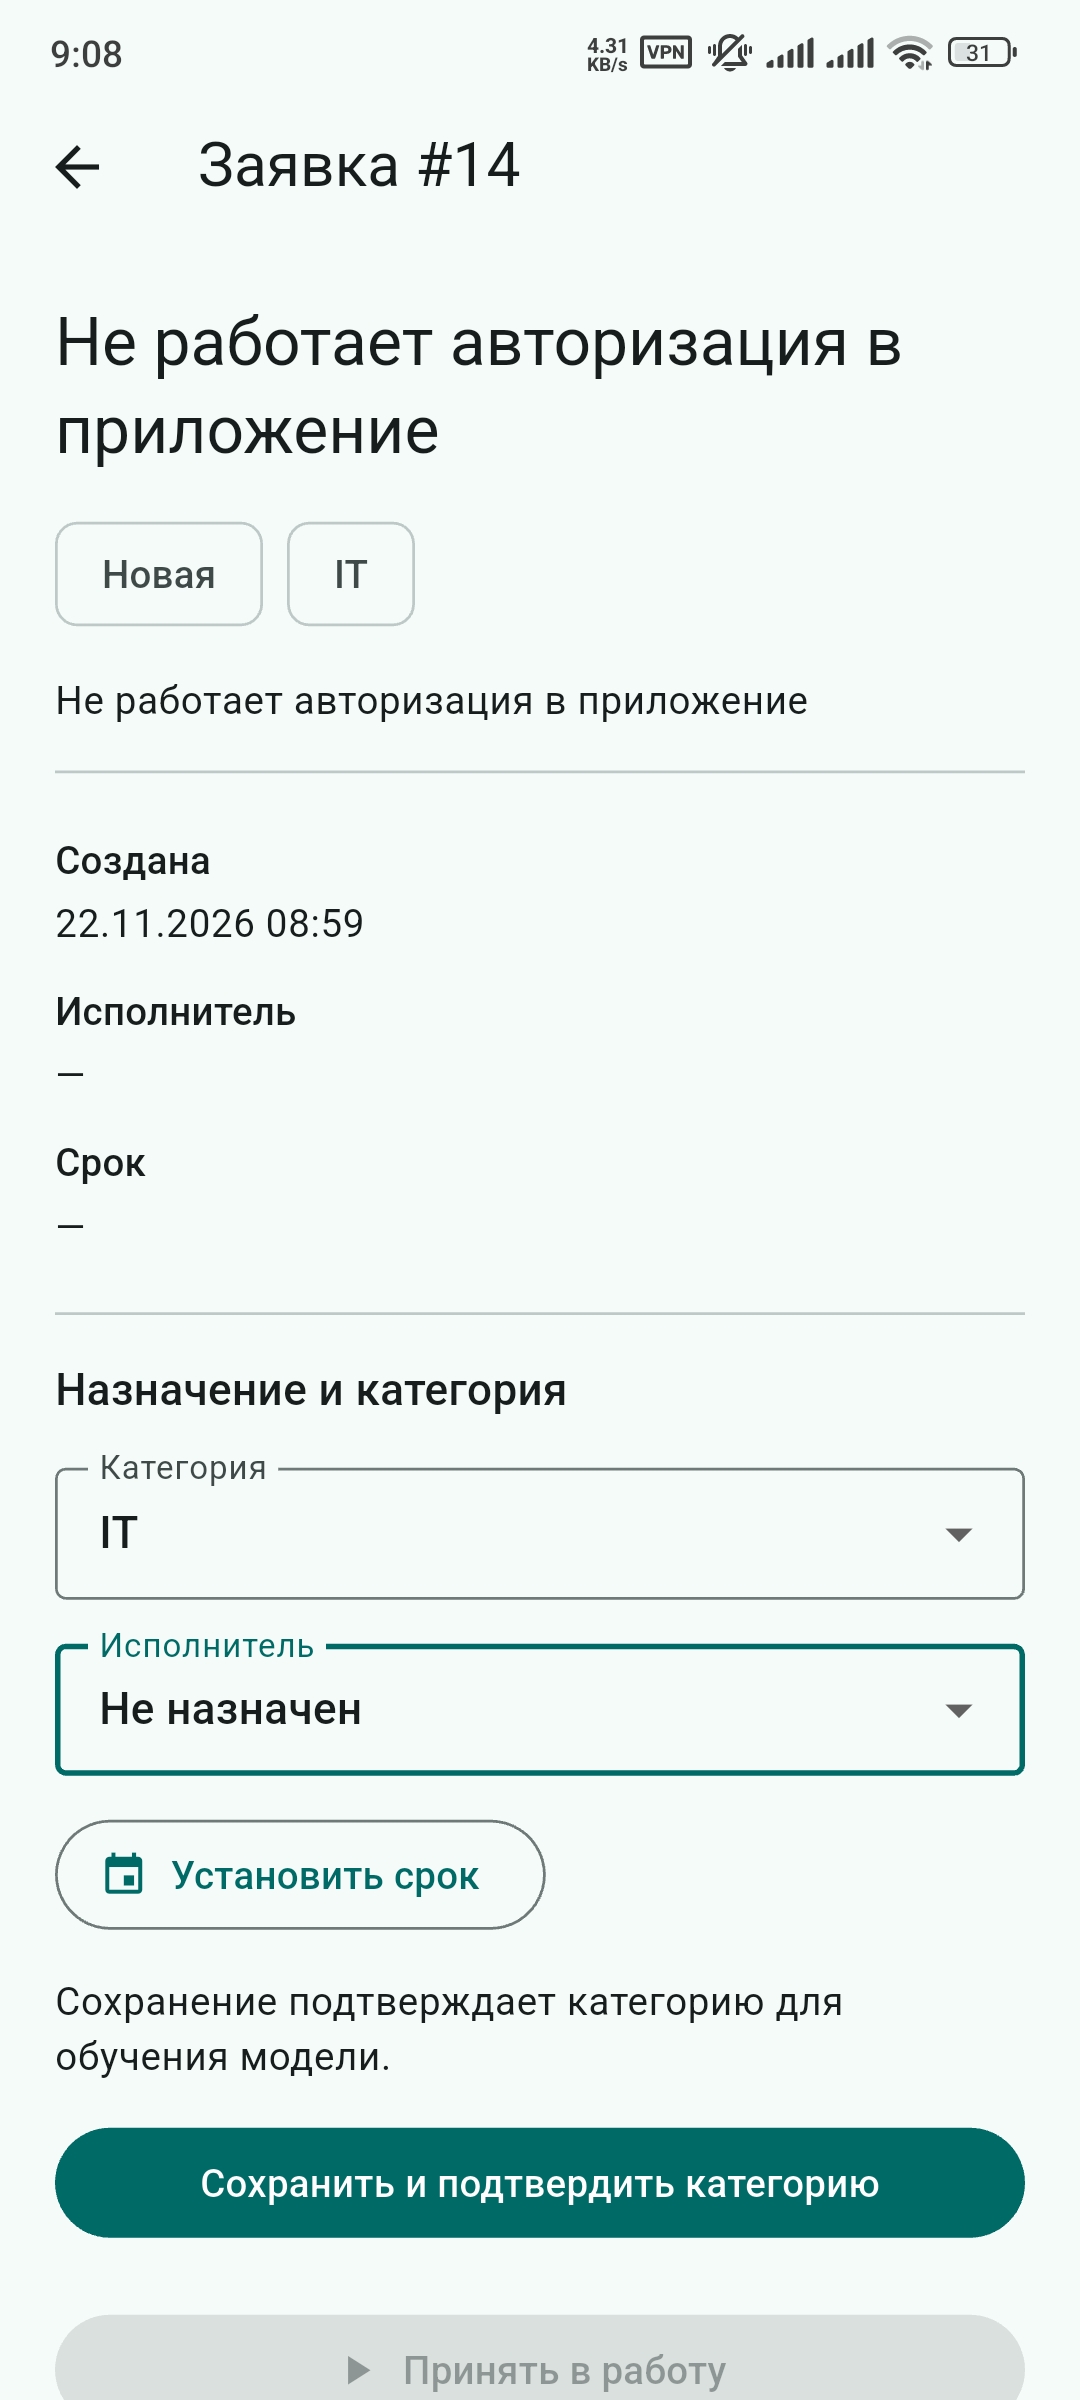 9:08
4.31
KB/s
VPN
31
Заявка #14
Не работает авторизация в
приложение
Новая
IT
Не работает авторизация в приложение
Создана
22.11.2026 08:59
Исполнитель
—
Срок
—
Назначение и категория
Категория
IT
Исполнитель
Не назначен
Установить срок
Сохранение подтверждает категорию для
обучения модели.
Сохранить и подтвердить категорию
Принять в работу